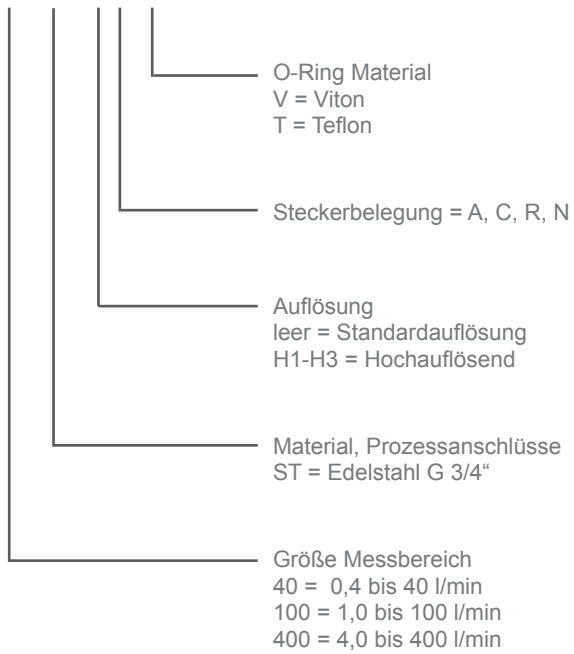 O-Ring Material
V = Viton
T = Teflon
Steckerbelegung = A, C, R, N
Auflösung
leer = Standardauflösung
H1-H3 = Hochauflösend
Material, Prozessanschlüsse
ST = Edelstahl G 3/4“
Größe Messbereich
40 =  0,4 bis 40 l/min
100 = 1,0 bis 100 l/min
400 = 4,0 bis 400 l/min